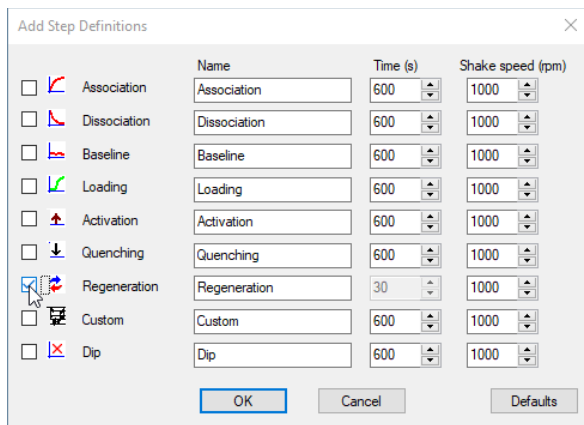 Add Step Definitions
Name Time (s) Shake speed (rpm)
Association Association 600 1000
Dissociation Dissociation 600 1000
Baseline Baseline 600 1000
Loading Loading 600 1000
Activation Activation 600 1000
Quenching Quenching 600 1000
Regeneration Regeneration 30 1000
Custom Custom 600 1000
Dip Dip 600 1000
OK Cancel Defaults